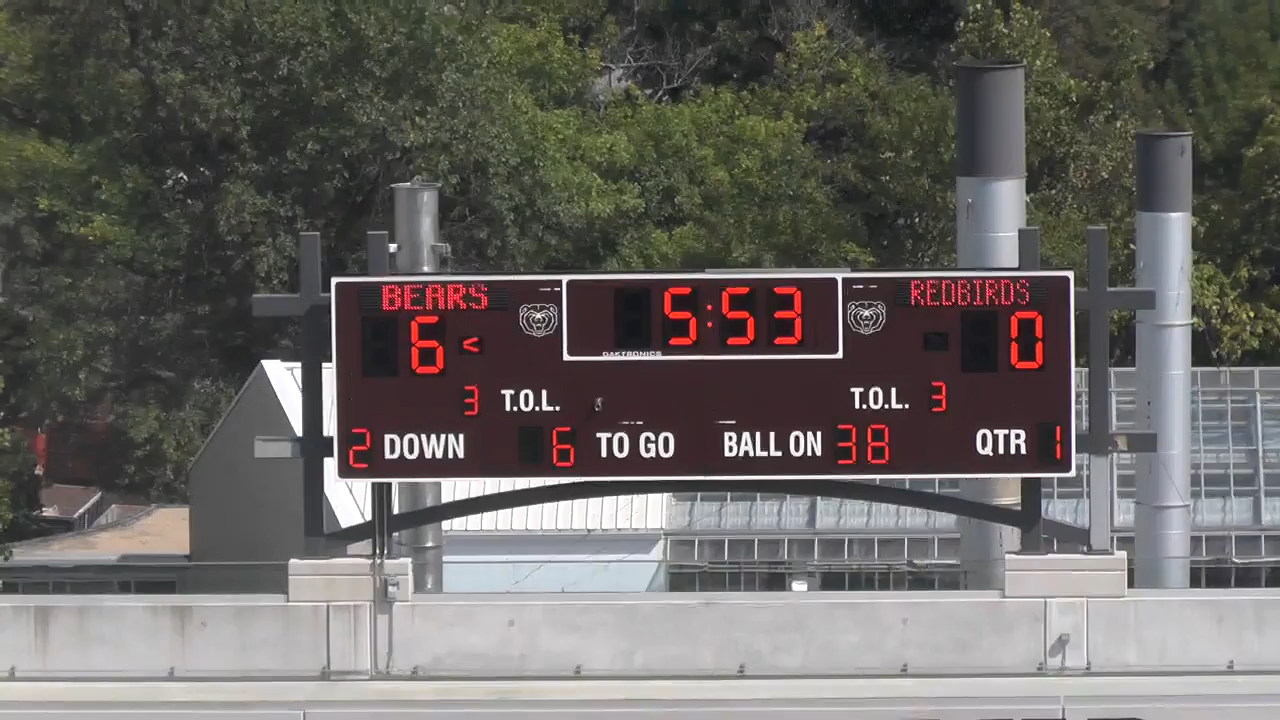 BEARS 5:53 REDBIRDS
6 < 0
DAKTRONICS
3 T.O.L. T.O.L. 3
2 DOWN 6 TO GO BALL ON 38 QTR 1